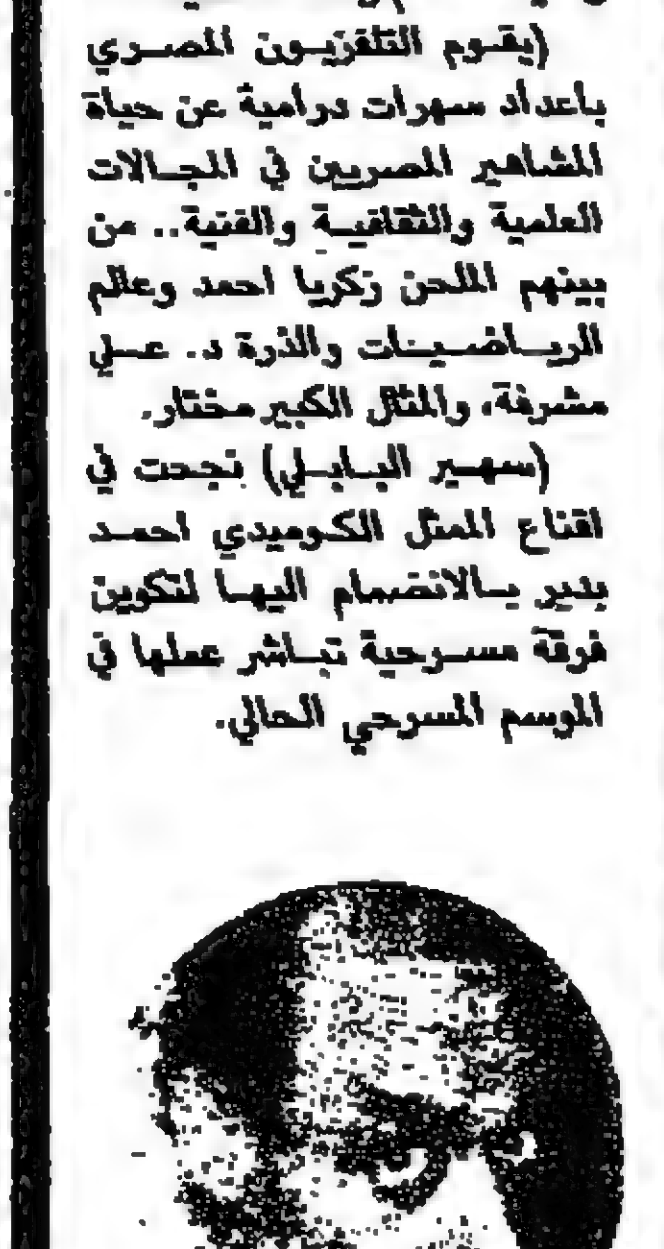 (يقوم التلفزيون المصري
باعداد سهرات درامية عن حياة
المشاهير المصريين في المجالات
العلمية والثقافية والفنية.. من
بينهم الملحن زكريا احمد وعالم
الرياضيات والذرة د. علي
مشرفة، والمثال الكبير مختار.
(سهير البابلي) نجحت في
اقناع الممثل الكوميدي احمد
بدير بالانضمام اليها لتكوين
فرقة مسرحية تباشر عملها في
الموسم المسرحي الحالي.